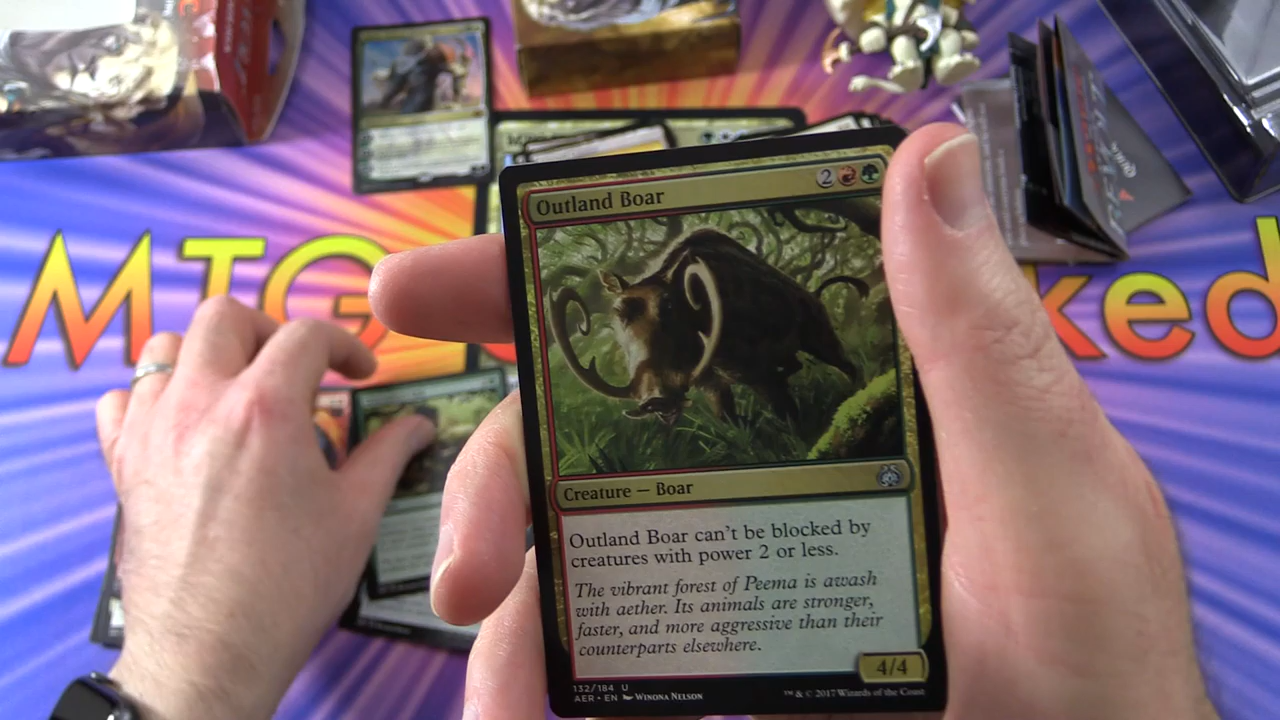 MTG
ked
Outland Boar
2
Creature — Boar
Outland Boar can't be blocked by
creatures with power 2 or less.
The vibrant forest of Peema is awash
with aether. Its animals are stronger,
faster, and more aggressive than their
counterparts elsewhere.
4/4
132/184 U
AER • EN Winona Nelson
™ & © 2017 Wizards of the Coast